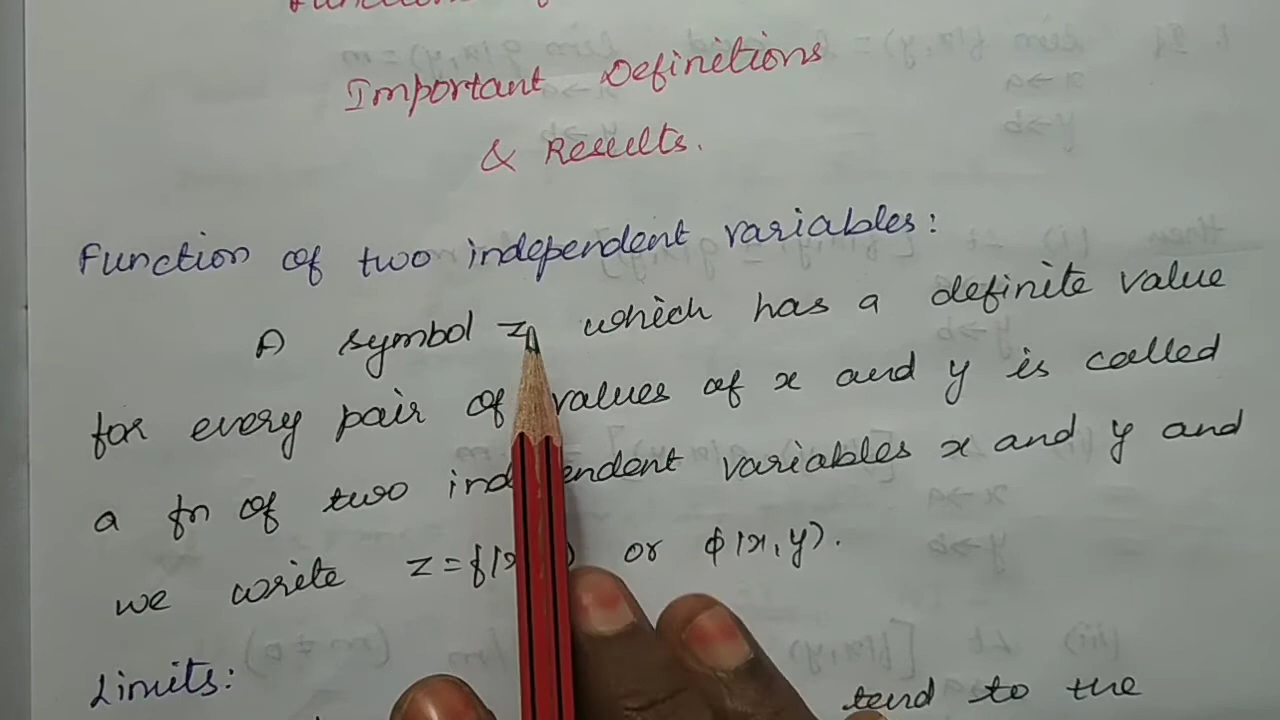 Important Definitions
& Results.
Function of two independent variables:
A symbol z which has a definite value
for every pair of values of x and y is called
a fn of two independent variables x and y and
we write z = f(x or φ(x, y).
Limits:
tend to the